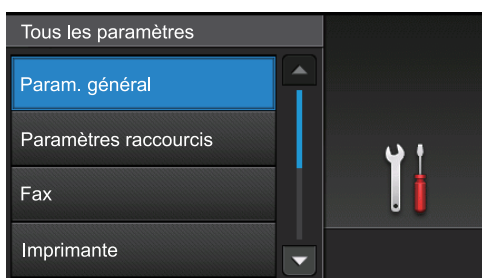 Tous les paramètres
Param. général
Paramètres raccourcis
Fax
Imprimante